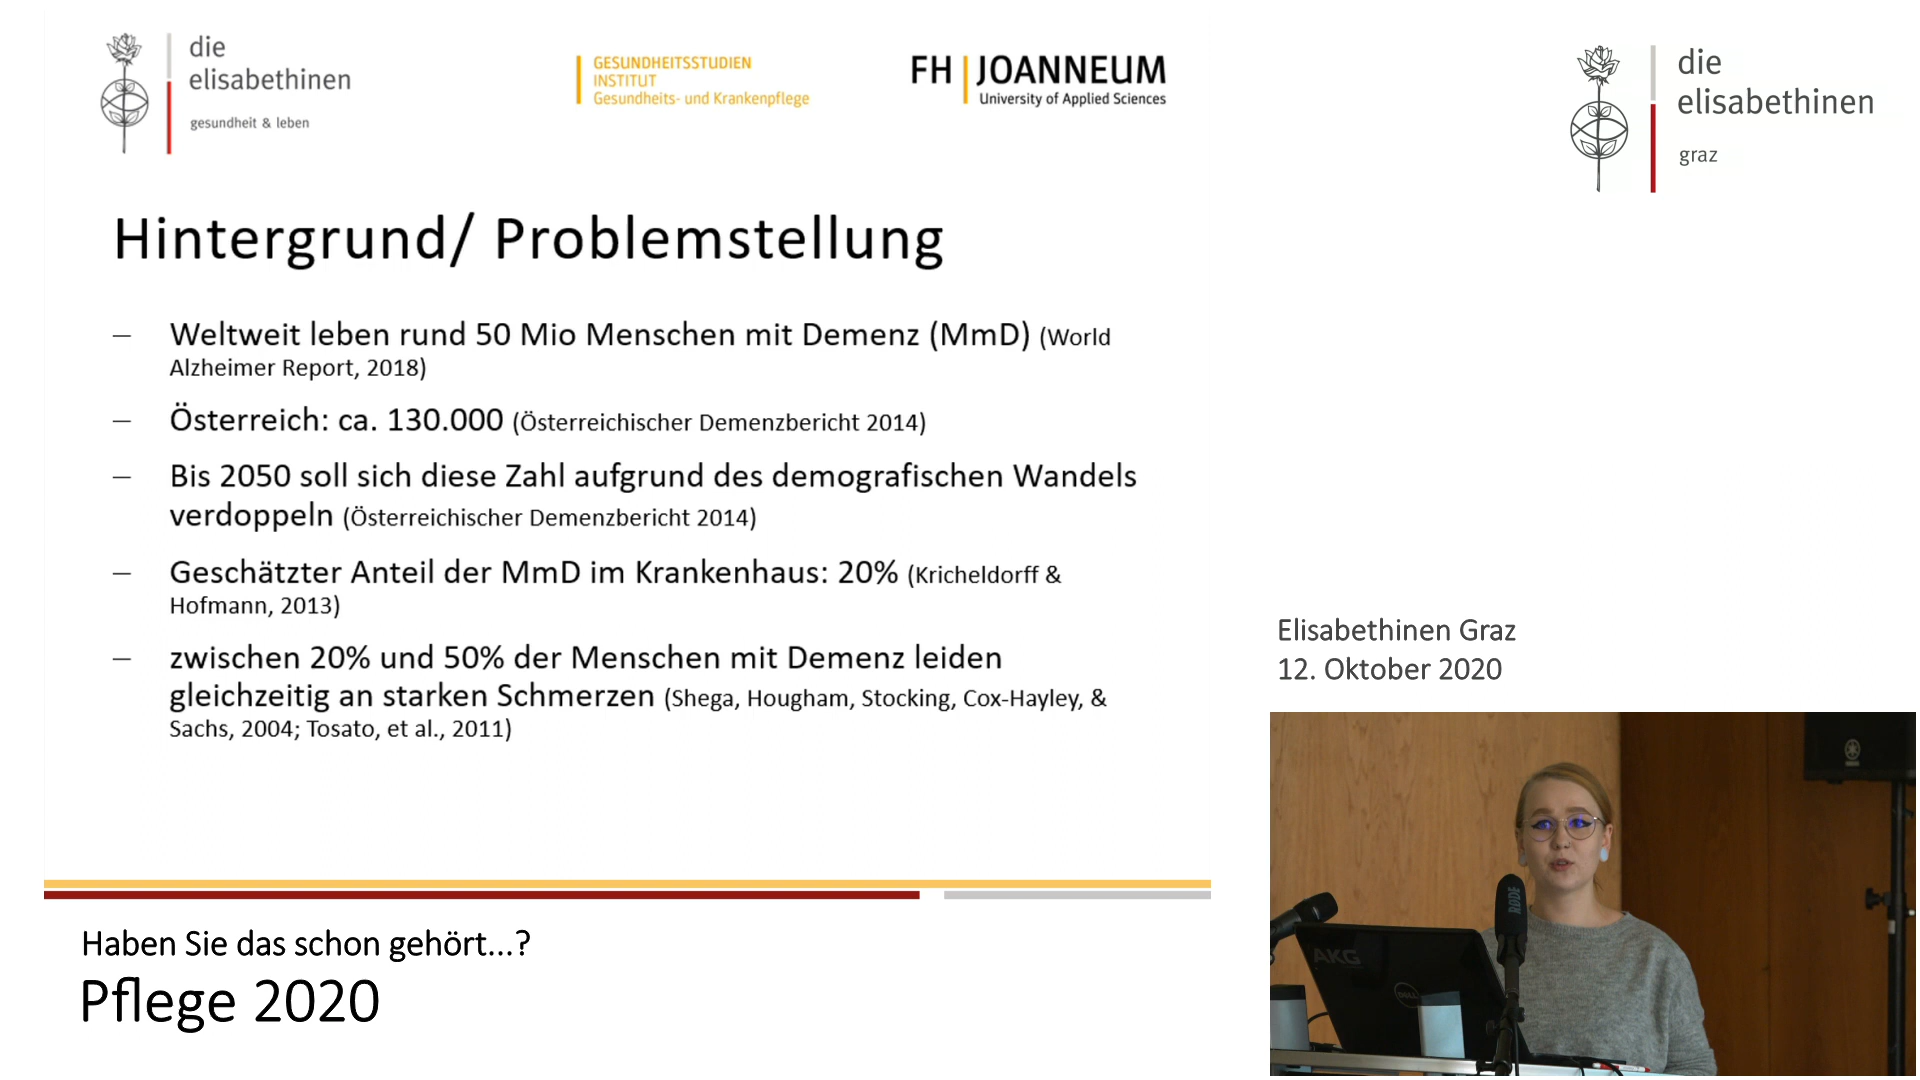 die
elisabethinen
gesundheit & leben
GESUNDHEITSSTUDIEN
INSTITUT
Gesundheits- und Krankenpflege
FH JOANNEUM
University of Applied Sciences
die
elisabethinen
graz
Hintergrund/ Problemstellung
– Weltweit leben rund 50 Mio Menschen mit Demenz (MmD) (World
Alzheimer Report, 2018)
– Österreich: ca. 130.000 (Österreichischer Demenzbericht 2014)
– Bis 2050 soll sich diese Zahl aufgrund des demografischen Wandels
verdoppeln (Österreichischer Demenzbericht 2014)
– Geschätzter Anteil der MmD im Krankenhaus: 20% (Kricheldorff &
Hofmann, 2013)
– zwischen 20% und 50% der Menschen mit Demenz leiden
gleichzeitig an starken Schmerzen (Shega, Hougham, Stocking, Cox-Hayley, &
Sachs, 2004; Tosato, et al., 2011)
Elisabethinen Graz
12. Oktober 2020
RØDE
AKG
DELL
Haben Sie das schon gehört...?
Pflege 2020